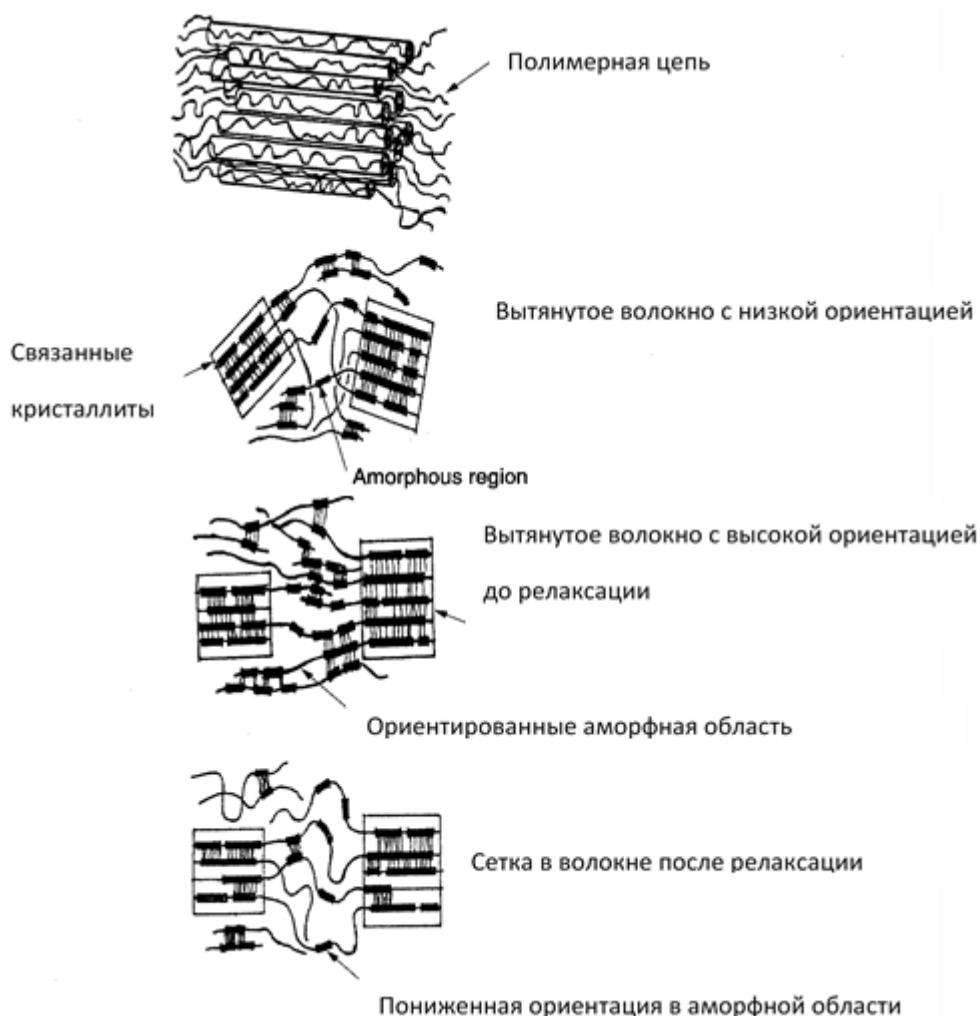 Полимерная цепь
Вытянутое волокно с низкой ориентацией
Связанные
кристаллиты
Amorphous region
Вытянутое волокно с высокой ориентацией
до релаксации
Ориентированные аморфная область
Сетка в волокне после релаксации
Пониженная ориентация в аморфной области